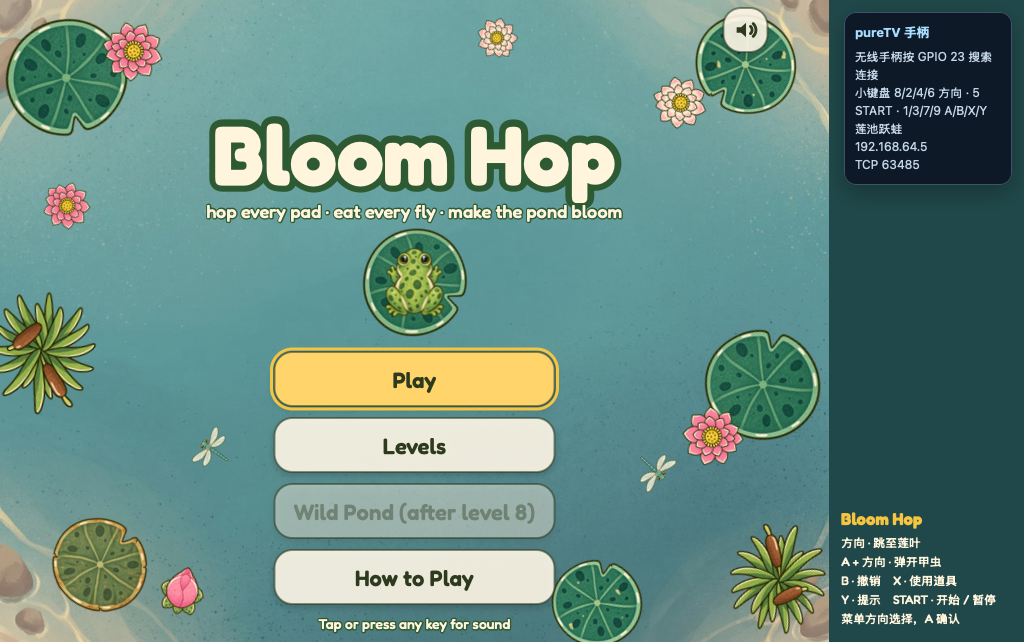 Bloom Hop
hop every pad · eat every fly · make the pond bloom
Play
Levels
Wild Pond (after level 8)
How to Play
Tap or press any key for sound
pureTV 手柄
无线手柄按 GPIO 23 搜索
连接
小键盘 8/2/4/6 方向 · 5
START · 1/3/7/9 A/B/X/Y
莲池跃蛙
192.168.64.5
TCP 63485
Bloom Hop
方向 · 跳至莲叶
A + 方向 · 弹开甲虫
B · 撤销 X · 使用道具
Y · 提示 START · 开始 / 暂停
菜单方向选择，A 确认